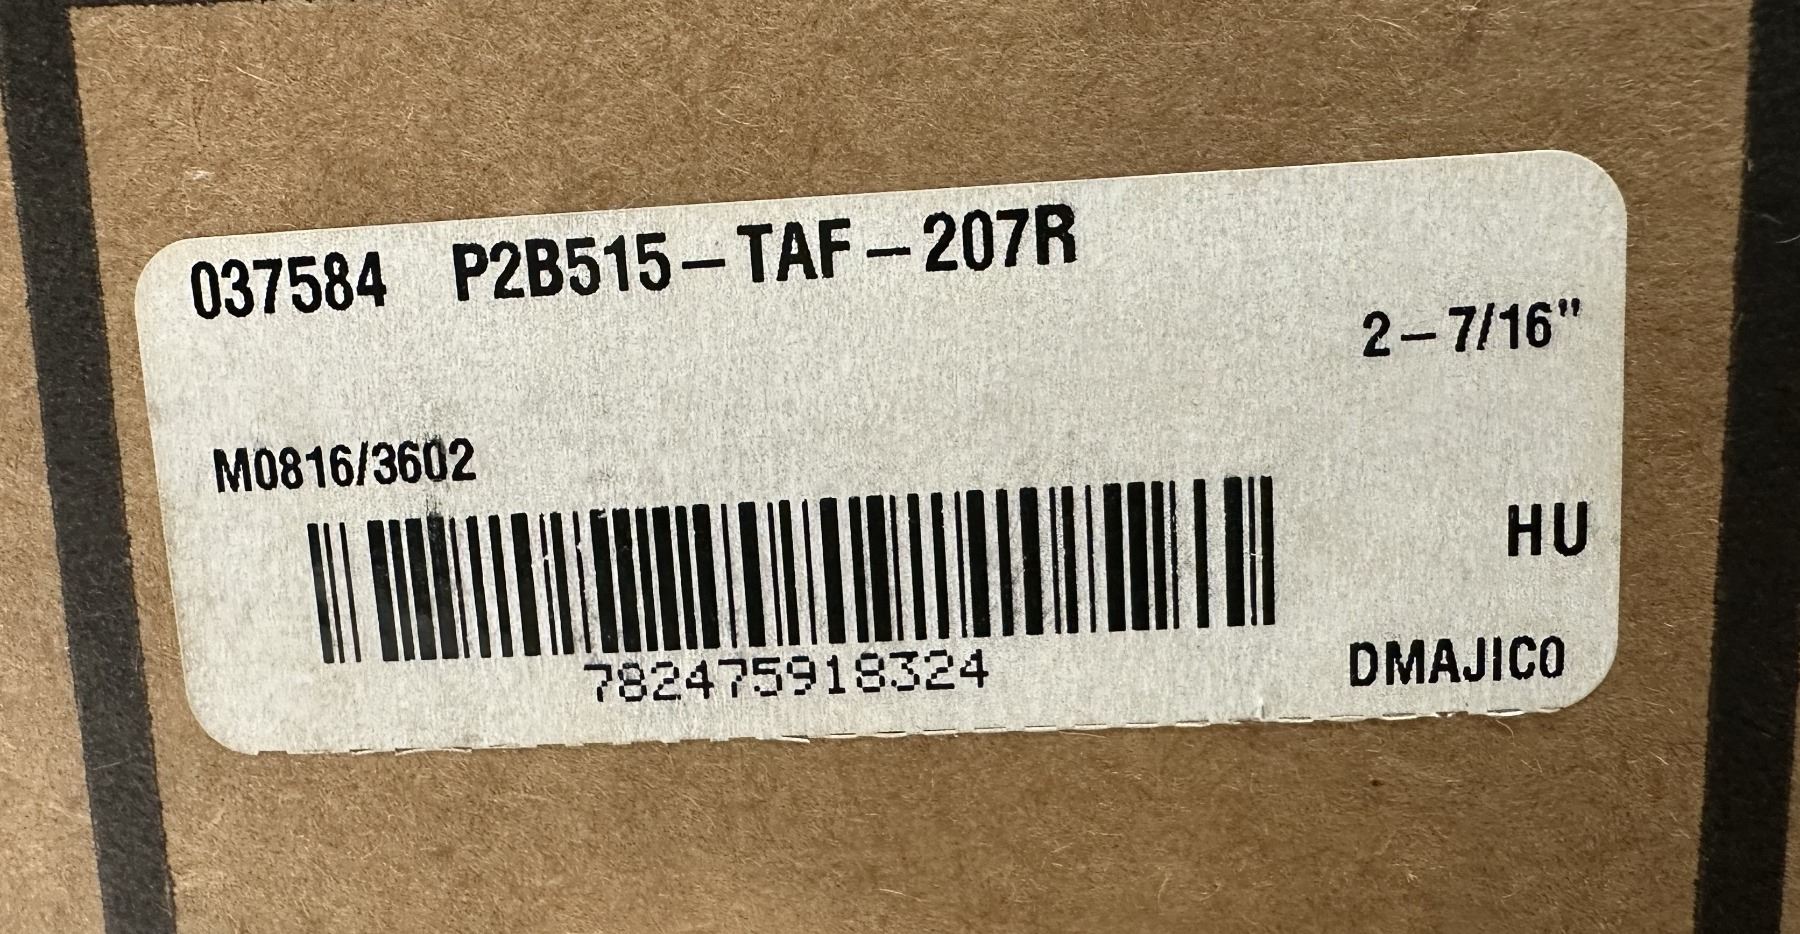 037584 P2B515-TAF-207R
2-7/16"
M0816/3602
HU
782475918324
DMAJICO